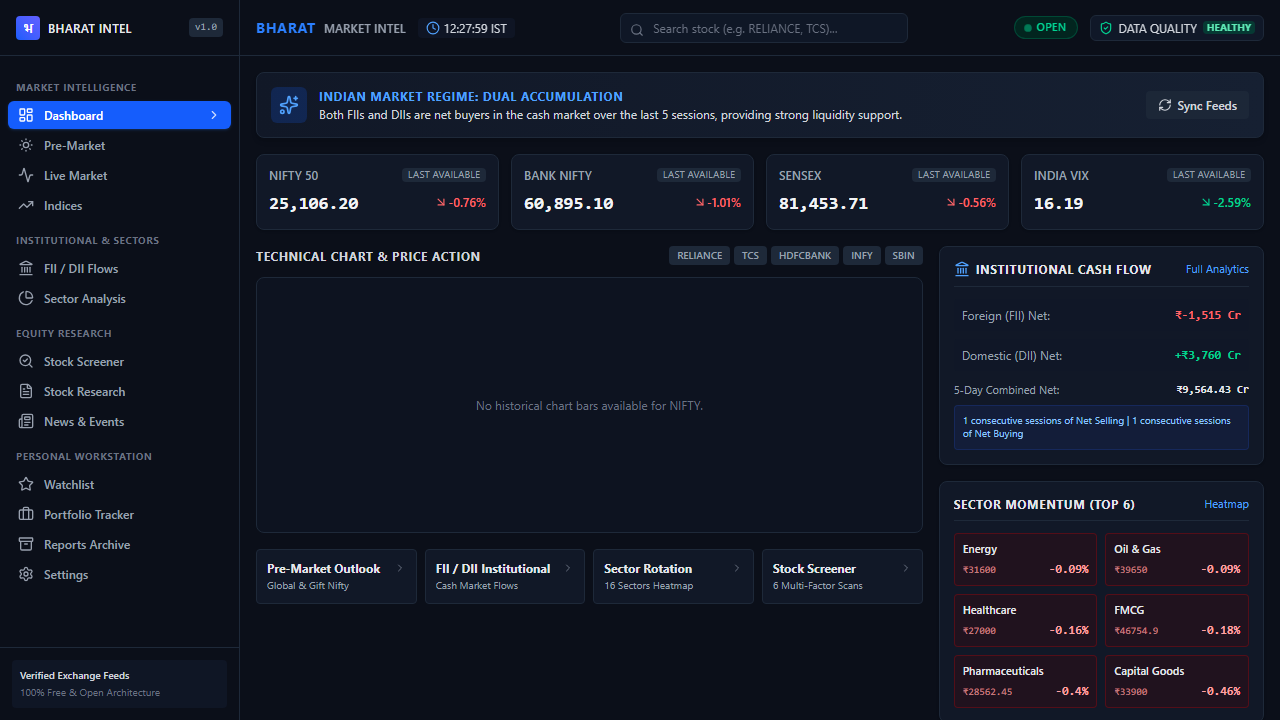 भ BHARAT INTEL v1.0
MARKET INTELLIGENCE
Dashboard
Pre-Market
Live Market
Indices
INSTITUTIONAL & SECTORS
FII / DII Flows
Sector Analysis
EQUITY RESEARCH
Stock Screener
Stock Research
News & Events
PERSONAL WORKSTATION
Watchlist
Portfolio Tracker
Reports Archive
Settings
Verified Exchange Feeds
100% Free & Open Architecture
BHARAT MARKET INTEL 12:27:59 IST Search stock (e.g. RELIANCE, TCS)... OPEN DATA QUALITY HEALTHY
INDIAN MARKET REGIME: DUAL ACCUMULATION
Both FIIs and DIIs are net buyers in the cash market over the last 5 sessions, providing strong liquidity support.
Sync Feeds
NIFTY 50 LAST AVAILABLE
25,106.20 -0.76%
BANK NIFTY LAST AVAILABLE
60,895.10 -1.01%
SENSEX LAST AVAILABLE
81,453.71 -0.56%
INDIA VIX LAST AVAILABLE
16.19 -2.59%
TECHNICAL CHART & PRICE ACTION RELIANCE TCS HDFCBANK INFY SBIN
No historical chart bars available for NIFTY.
Pre-Market Outlook
Global & Gift Nifty
FII / DII Institutional
Cash Market Flows
Sector Rotation
16 Sectors Heatmap
Stock Screener
6 Multi-Factor Scans
INSTITUTIONAL CASH FLOW Full Analytics
Foreign (FII) Net: ₹-1,515 Cr
Domestic (DII) Net: +₹3,760 Cr
5-Day Combined Net: ₹9,564.43 Cr
1 consecutive sessions of Net Selling | 1 consecutive sessions
of Net Buying
SECTOR MOMENTUM (TOP 6) Heatmap
Energy
₹31600 -0.09%
Oil & Gas
₹39650 -0.09%
Healthcare
₹27000 -0.16%
FMCG
₹46754.9 -0.18%
Pharmaceuticals
₹28562.45 -0.4%
Capital Goods
₹33900 -0.46%